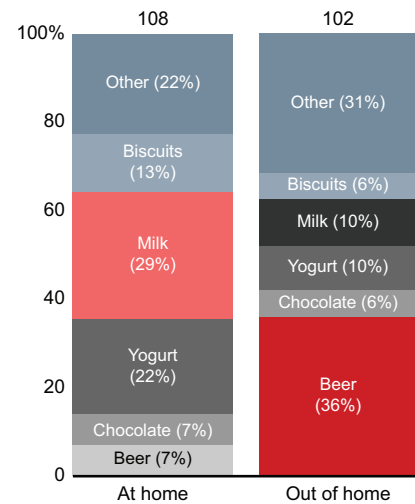 108
102
100%
80
60
40
20
0
Other (22%)
Biscuits
(13%)
Milk
(29%)
Yogurt
(22%)
Chocolate (7%)
Beer (7%)
Other (31%)
Biscuits (6%)
Milk (10%)
Yogurt (10%)
Chocolate (6%)
Beer
(36%)
At home
Out of home